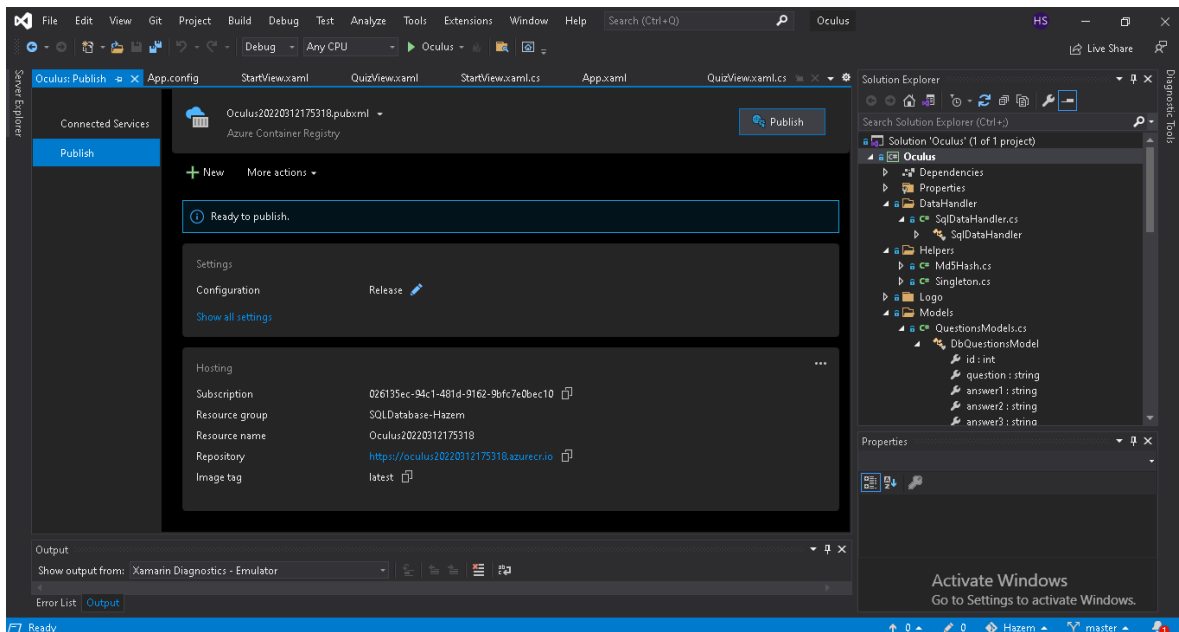 File Edit View Git Project Build Debug Test Analyze Tools Extensions Window Help Search (Ctrl+Q) Oculus HS
Debug Any CPU Oculus Live Share
Server Explorer
Oculus: Publish App.config StartView.xaml QuizView.xaml StartView.xaml.cs App.xaml QuizView.xaml.cs
Connected Services
Publish
Oculus20220312175318.pubxml
Azure Container Registry
Publish
New More actions
Ready to publish.
Settings
Configuration Release
Show all settings
Hosting
Subscription 026135ec-94c1-481d-9162-9bfc7e0bec10
Resource group SQLDatabase-Hazem
Resource name Oculus20220312175318
Repository https://oculus20220312175318.azurecr.io
Image tag latest
Output
Show output from: Xamarin Diagnostics - Emulator
Error List Output
Solution Explorer
Search Solution Explorer (Ctrl+;)
Solution 'Oculus' (1 of 1 project)
C# Oculus
Dependencies
Properties
DataHandler
C# SqlDataHandler.cs
SqlDataHandler
Helpers
C# Md5Hash.cs
C# Singleton.cs
Logo
Models
C# QuestionsModels.cs
DbQuestionsModel
id : int
question : string
answer1 : string
answer2 : string
answer3 : string
Properties
Diagnostic Tools
Activate Windows
Go to Settings to activate Windows.
Ready 0 0 Hazem master 1